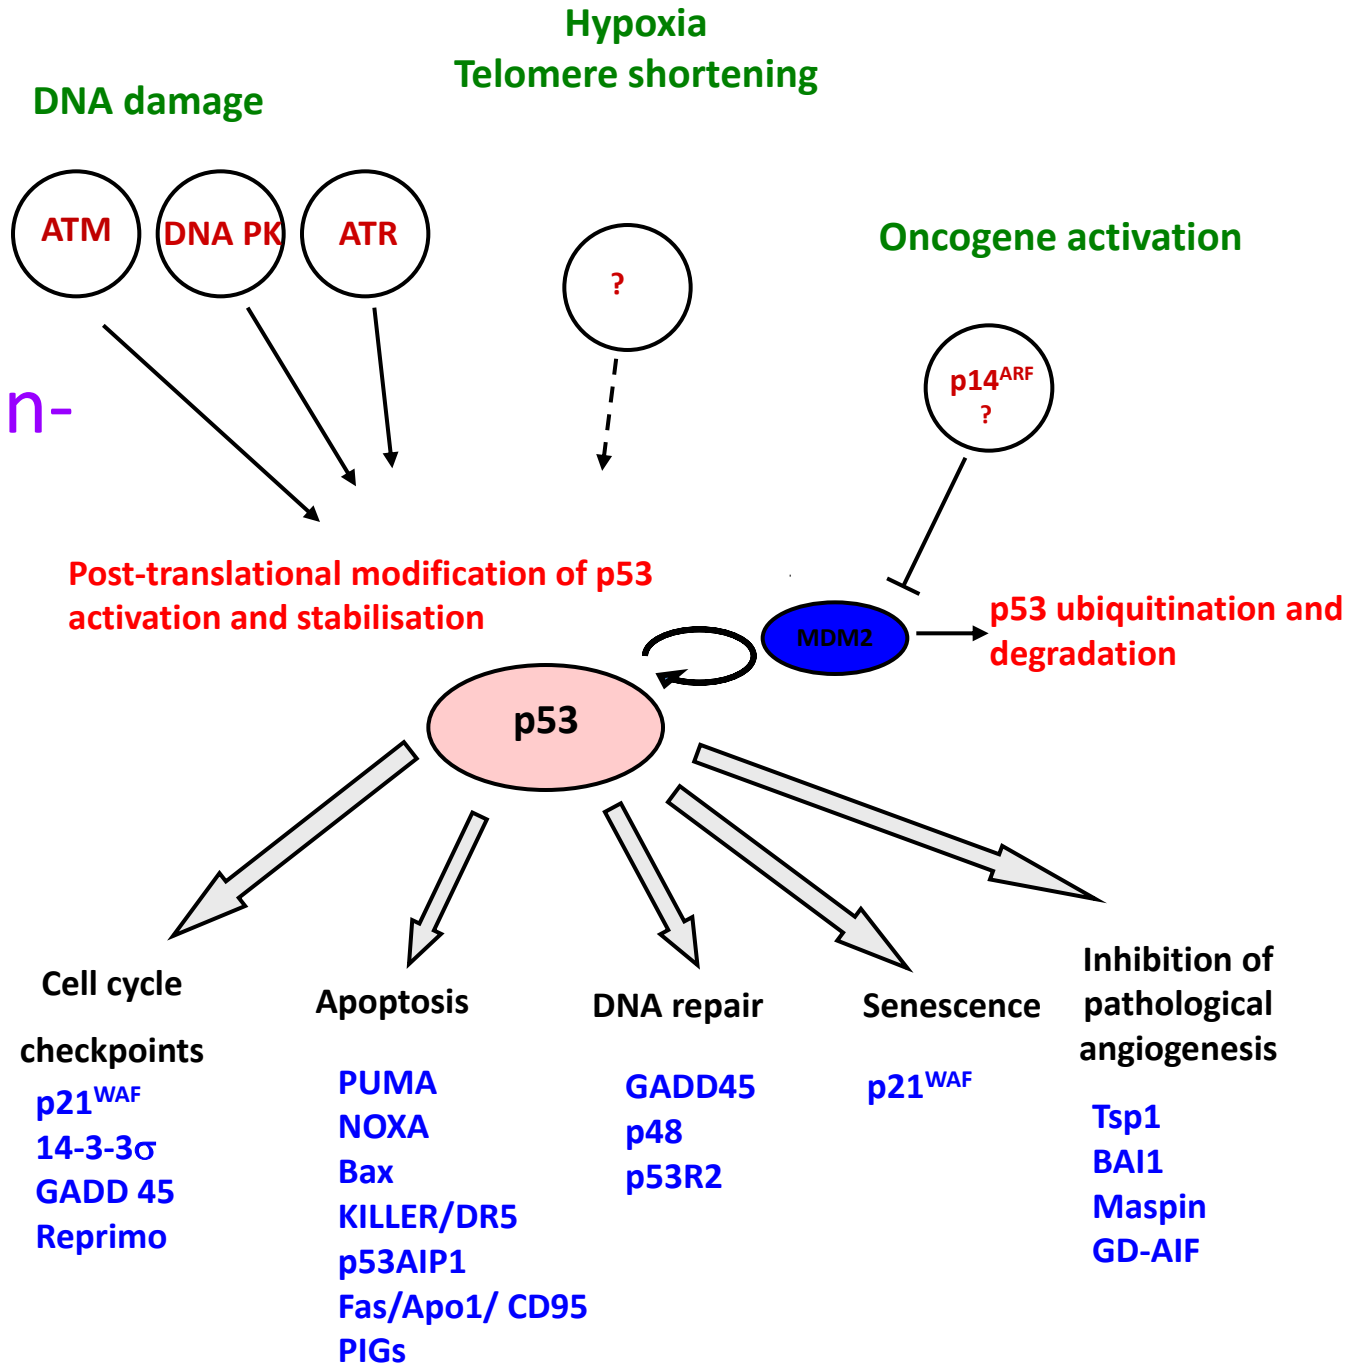 Hypoxia
Telomere shortening
DNA damage
ATM
DNA PK
ATR
?
Oncogene activation
p14ARF
?
n-
Post-translational modification of p53
activation and stabilisation
MDM2
p53 ubiquitination and
degradation
p53
Cell cycle
checkpoints
p21WAF
14-3-3σ
GADD 45
Reprimo
Apoptosis
PUMA
NOXA
Bax
KILLER/DR5
p53AIP1
Fas/Apo1/ CD95
PIGs
DNA repair
GADD45
p48
p53R2
Senescence
p21WAF
Inhibition of
pathological
angiogenesis
Tsp1
BAI1
Maspin
GD-AIF